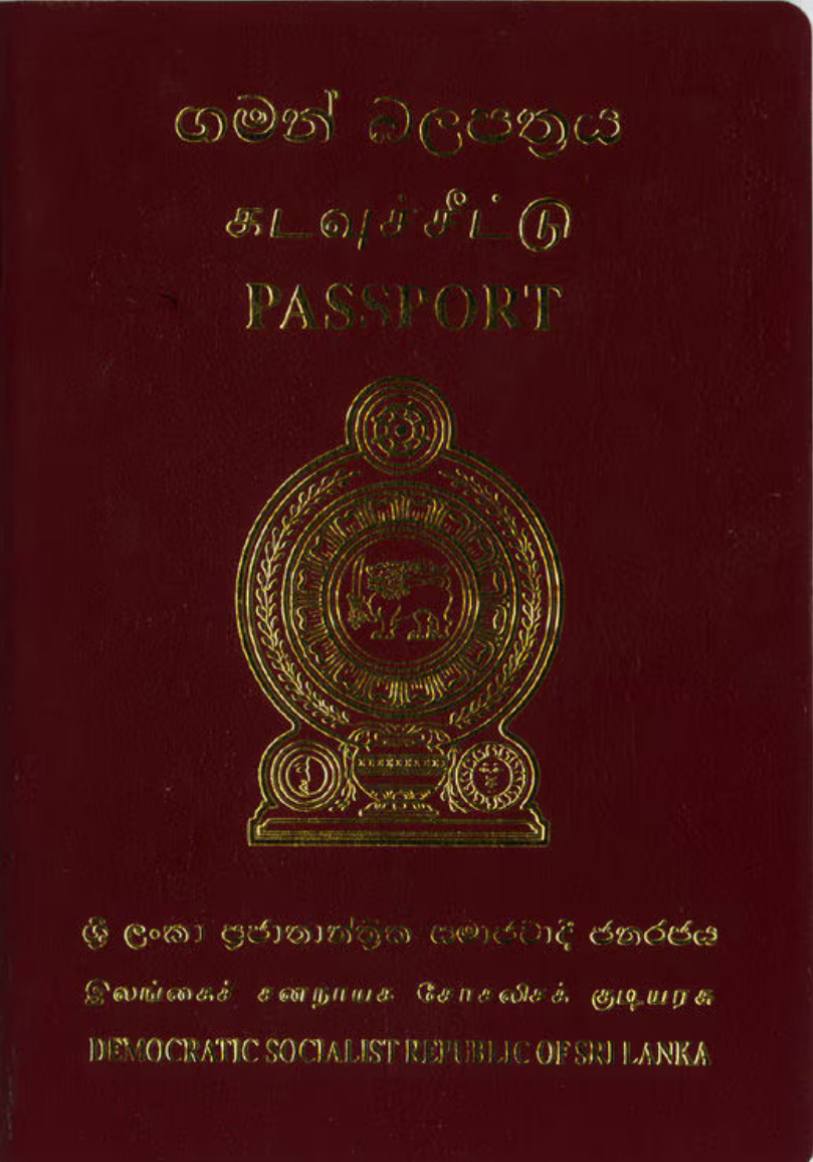 ගමන් බලපත්‍රය
கடவுச்சீட்டு
PASSPORT
ශ්‍රී ලංකා ප්‍රජාතාන්ත්‍රික සමාජවාදී ජනරජය
இலங்கைச் சனநாயக சோசலிசக் குடியரசு
DEMOCRATIC SOCIALIST REPUBLIC OF SRI LANKA